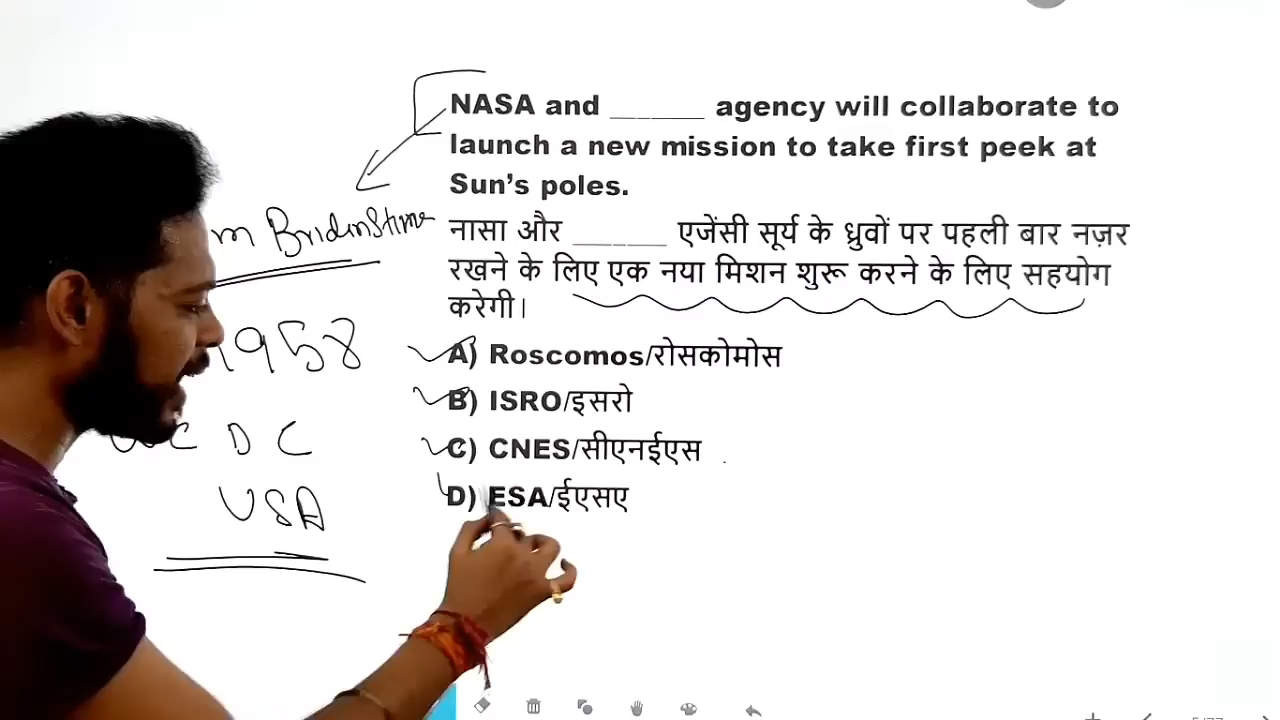 NASA and ______ agency will collaborate to
launch a new mission to take first peek at
Sun's poles.
नासा और ______ एजेंसी सूर्य के ध्रुवों पर पहली बार नज़र
रखने के लिए एक नया मिशन शुरू करने के लिए सहयोग
करेगी।
A) Roscomos/रोसकोमोस
B) ISRO/इसरो
C) CNES/सीएनईएस
D) ESA/ईएसए
m Bridenstine
1958
D C
USA